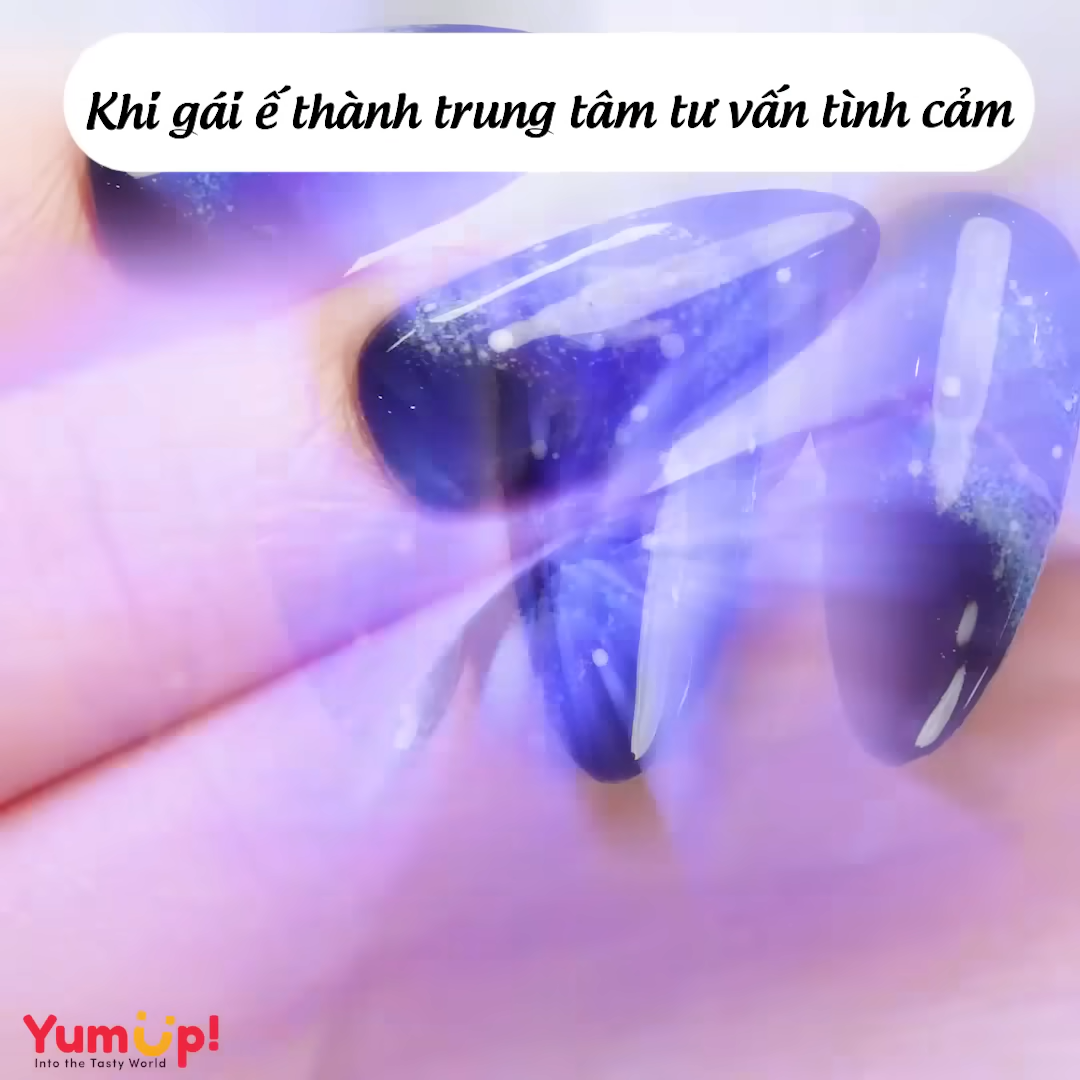 Khi gái ế thành trung tâm tư vấn tình cảm
YumUp!
Into the Tasty World